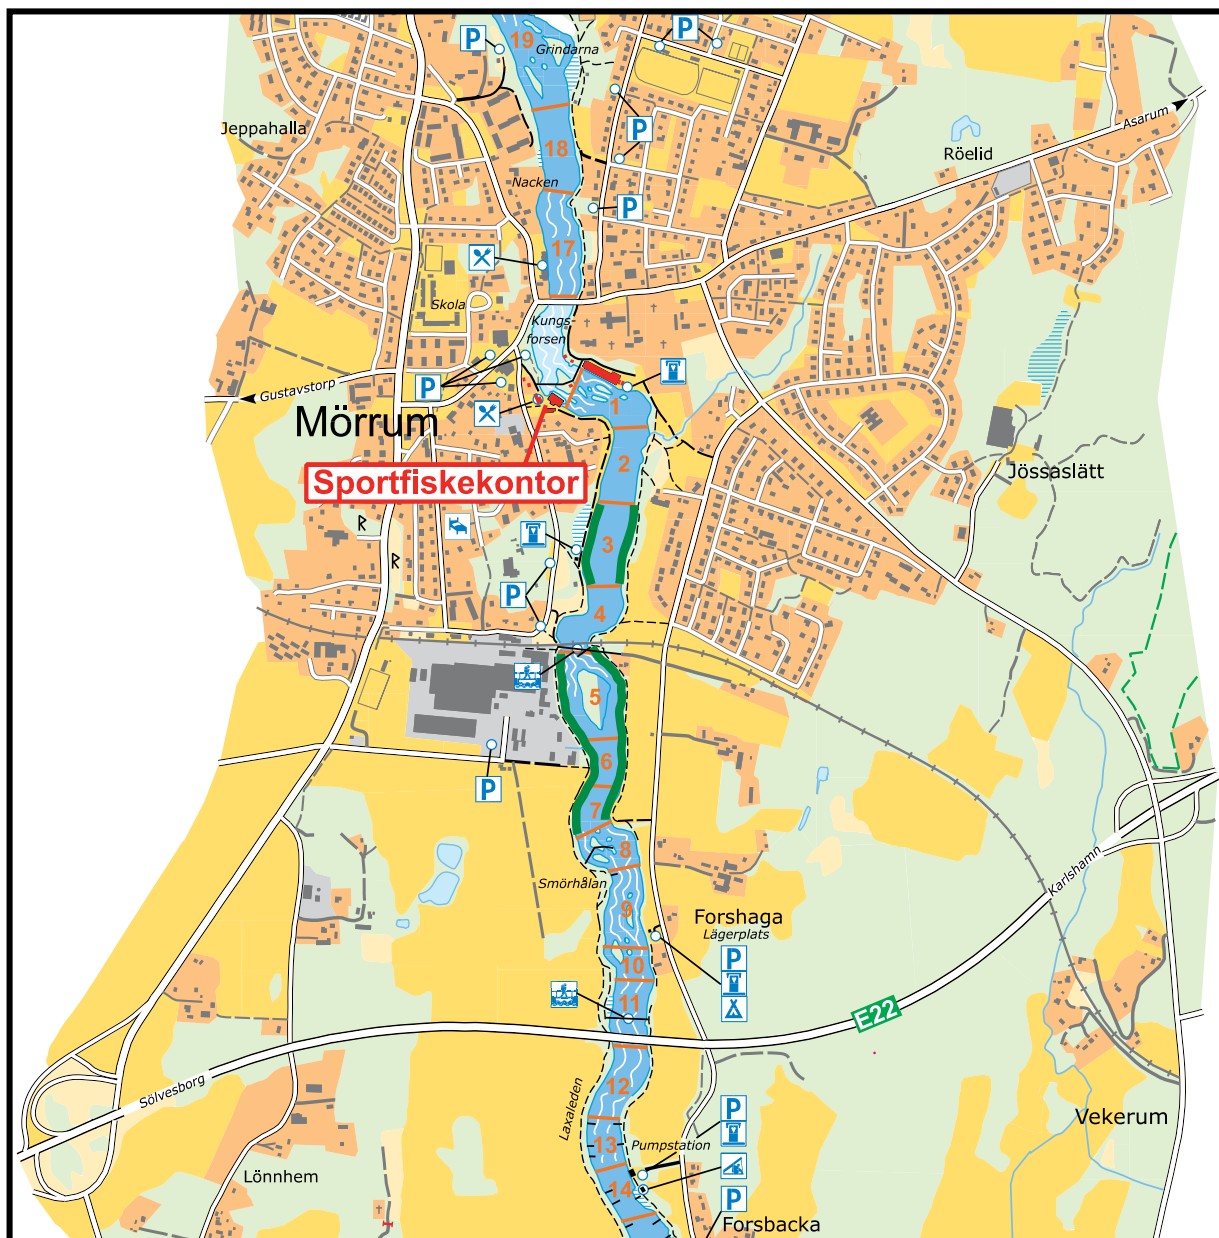 19
Grindarna
P
P
Jeppahalla
18
P
Asarum
Röelid
Nacken
P
17
Skola
Kungs-
forsen
Gustavstorp
P
Mörrum
1
2
Sportfiskekontor
Jössaslätt
R
R
3
P
4
5
6
P
7
8
Smörhålan
Karlshamn
9
Forshaga
Lägerplats
10
P
11
E22
Sölvesborg
12
Laxaleden
P
Vekerum
13
Pumpstation
Lönnhem
14
P
Forsbacka